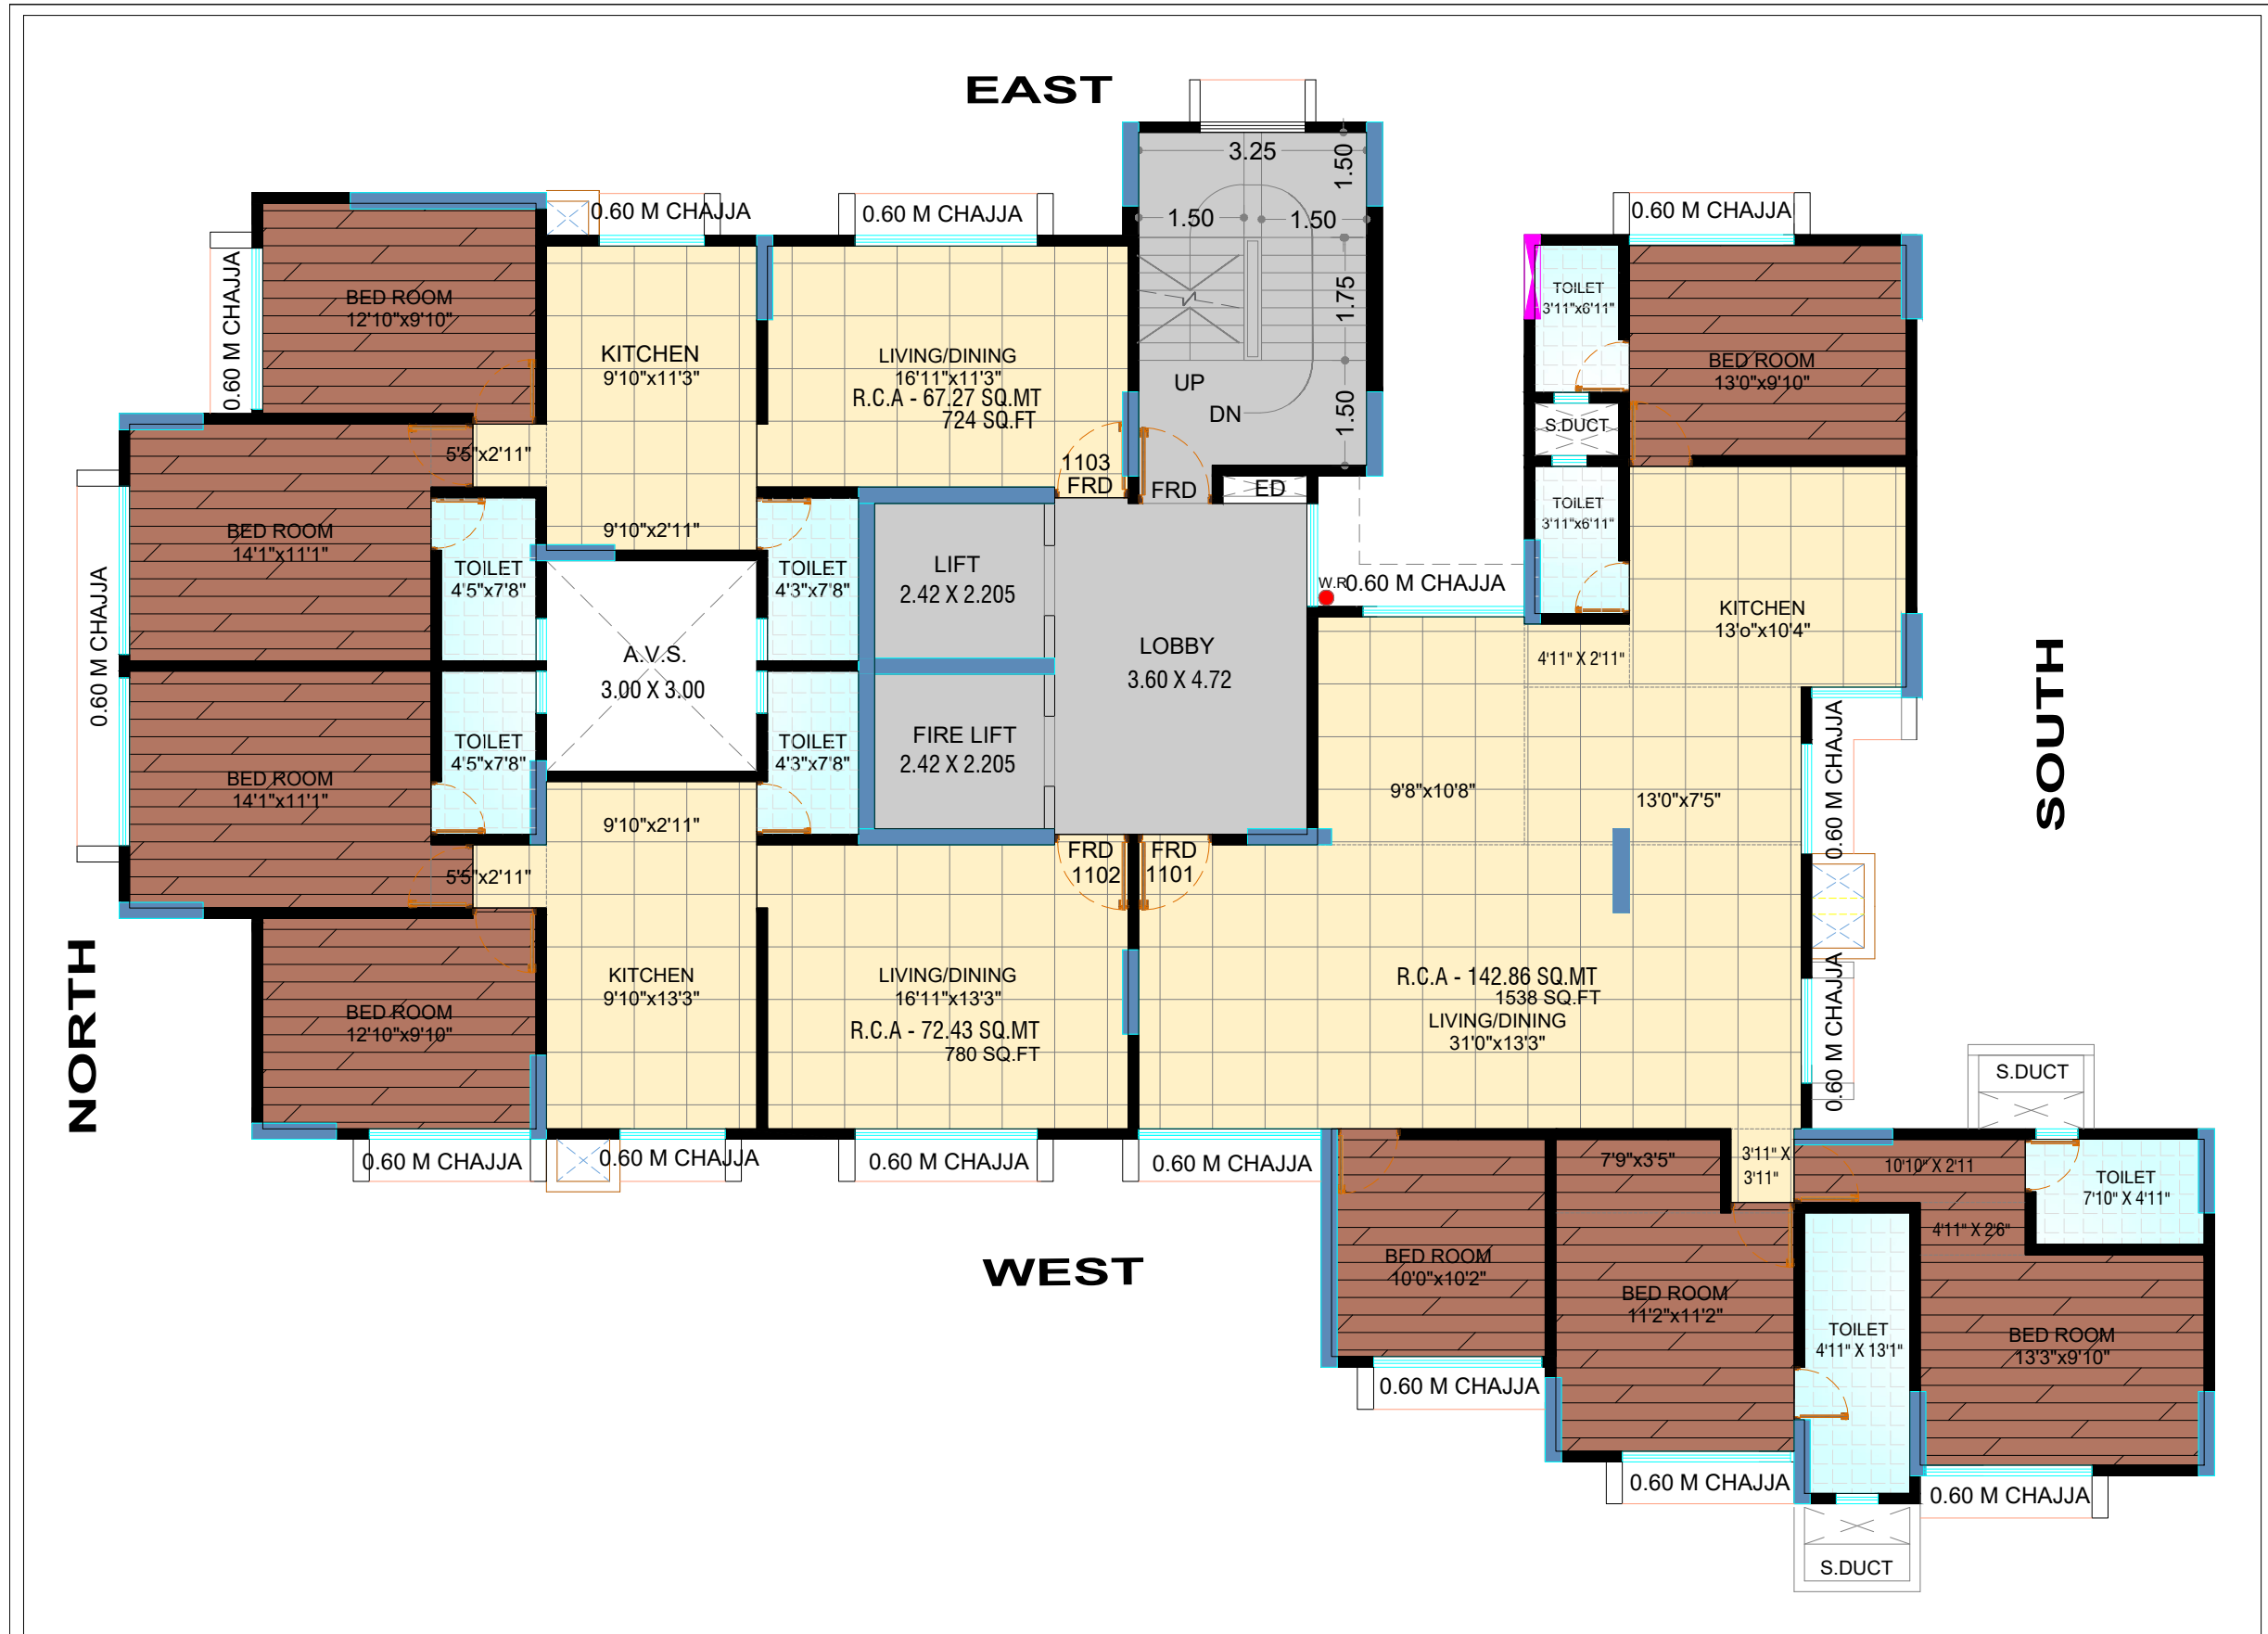 EAST
3.25
1.50
1.50
1.50
1.75
1.50
UP
DN
0.60 M CHAJJA
0.60 M CHAJJA
0.60 M CHAJJA
0.60 M CHAJJA
BED ROOM
12'10"x9'10"
KITCHEN
9'10"x11'3"
LIVING/DINING
16'11"x11'3"
R.C.A - 67.27 SQ.MT
724 SQ.FT
TOILET
3'11"x6'11"
BED ROOM
13'0"x9'10"
S.DUCT
5'5"x2'11"
1103
FRD
FRD
ED
BED ROOM
14'1"x11'1"
9'10"x2'11"
TOILET
3'11"x6'11"
TOILET
4'5"x7'8"
TOILET
4'3"x7'8"
LIFT
2.42 X 2.205
W.R
0.60 M CHAJJA
KITCHEN
13'o"x10'4"
0.60 M CHAJJA
A.V.S.
3.00 X 3.00
LOBBY
3.60 X 4.72
4'11" X 2'11"
SOUTH
TOILET
4'5"x7'8"
TOILET
4'3"x7'8"
FIRE LIFT
2.42 X 2.205
BED ROOM
14'1"x11'1"
9'8"x10'8"
13'0"x7'5"
0.60 M CHAJJA
9'10"x2'11"
5'5"x2'11"
FRD
1102
FRD
1101
NORTH
BED ROOM
12'10"x9'10"
KITCHEN
9'10"x13'3"
LIVING/DINING
16'11"x13'3"
R.C.A - 72.43 SQ.MT
780 SQ.FT
R.C.A - 142.86 SQ.MT
1538 SQ.FT
LIVING/DINING
31'0"x13'3"
0.60 M CHAJJA
S.DUCT
0.60 M CHAJJA
0.60 M CHAJJA
0.60 M CHAJJA
0.60 M CHAJJA
7'9"x3'5"
3'11" X
3'11"
10'10" X 2'11
TOILET
7'10" X 4'11"
4'11" X 2'6"
WEST
BED ROOM
10'0"x10'2"
BED ROOM
11'2"x11'2"
TOILET
4'11" X 13'1"
BED ROOM
13'3"x9'10"
0.60 M CHAJJA
0.60 M CHAJJA
0.60 M CHAJJA
S.DUCT